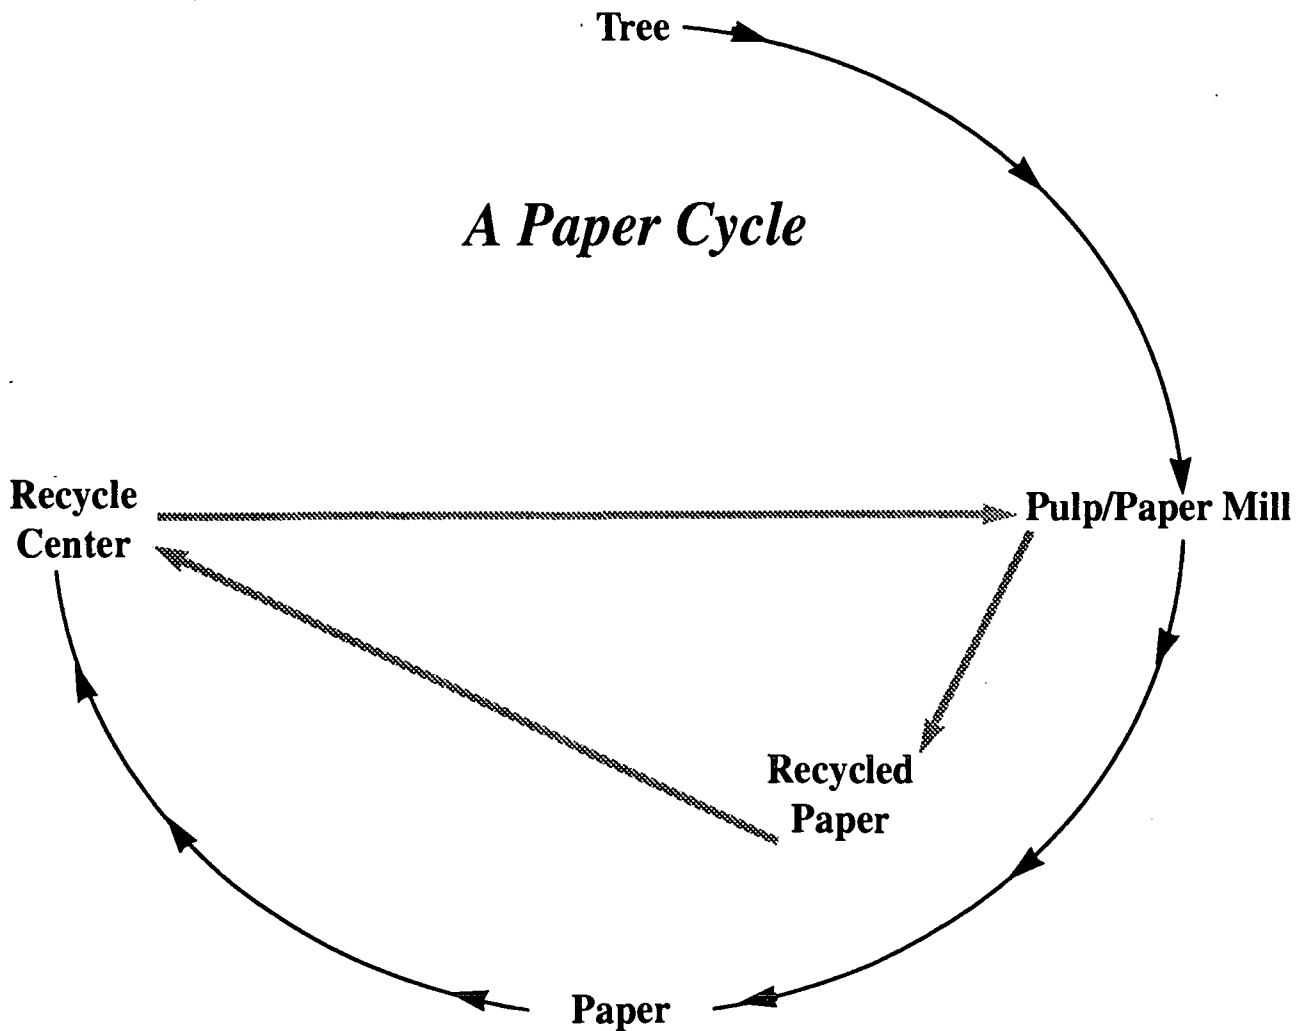 Tree
A Paper Cycle
Recycle
Center
Pulp/Paper Mill
Recycled
Paper
Paper